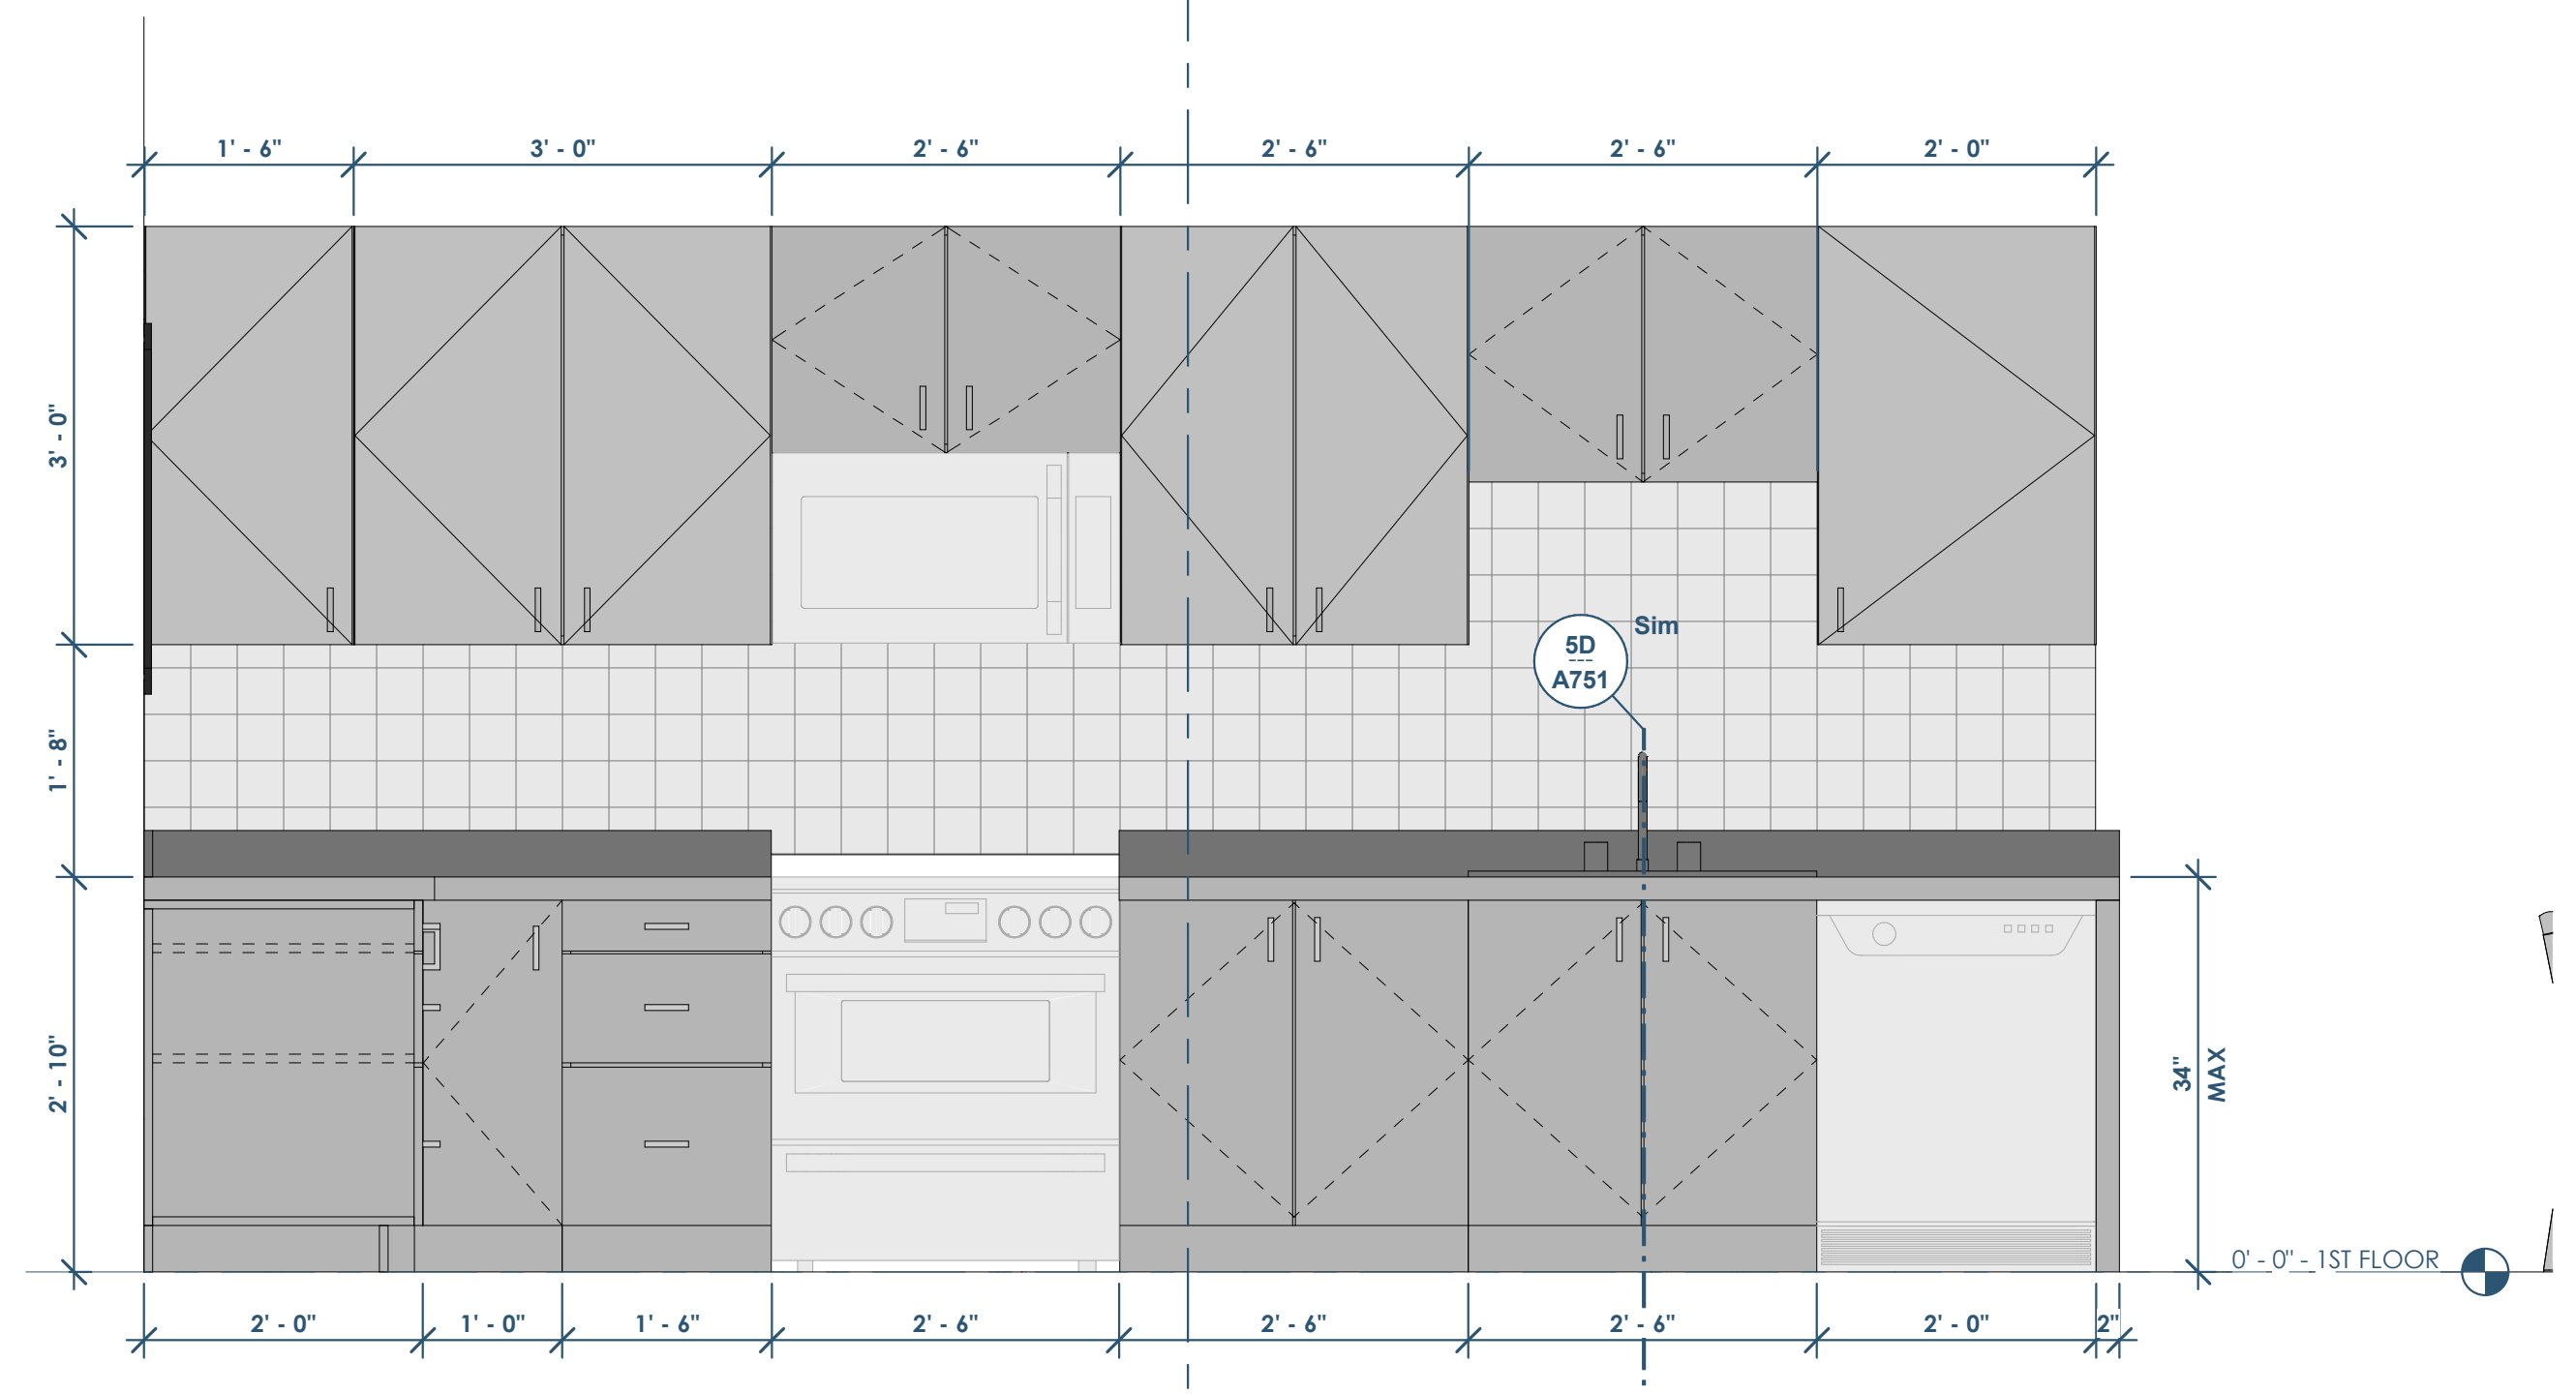 1' - 6" 3' - 0" 2' - 6" 2' - 6" 2' - 6" 2' - 0"
3' - 0"
Sim
5D
A751
1' - 8"
2' - 10"
34"
MAX
0' - 0" - 1ST FLOOR
2' - 0" 1' - 0" 1' - 6" 2' - 6" 2' - 6" 2' - 6" 2' - 0" 2"